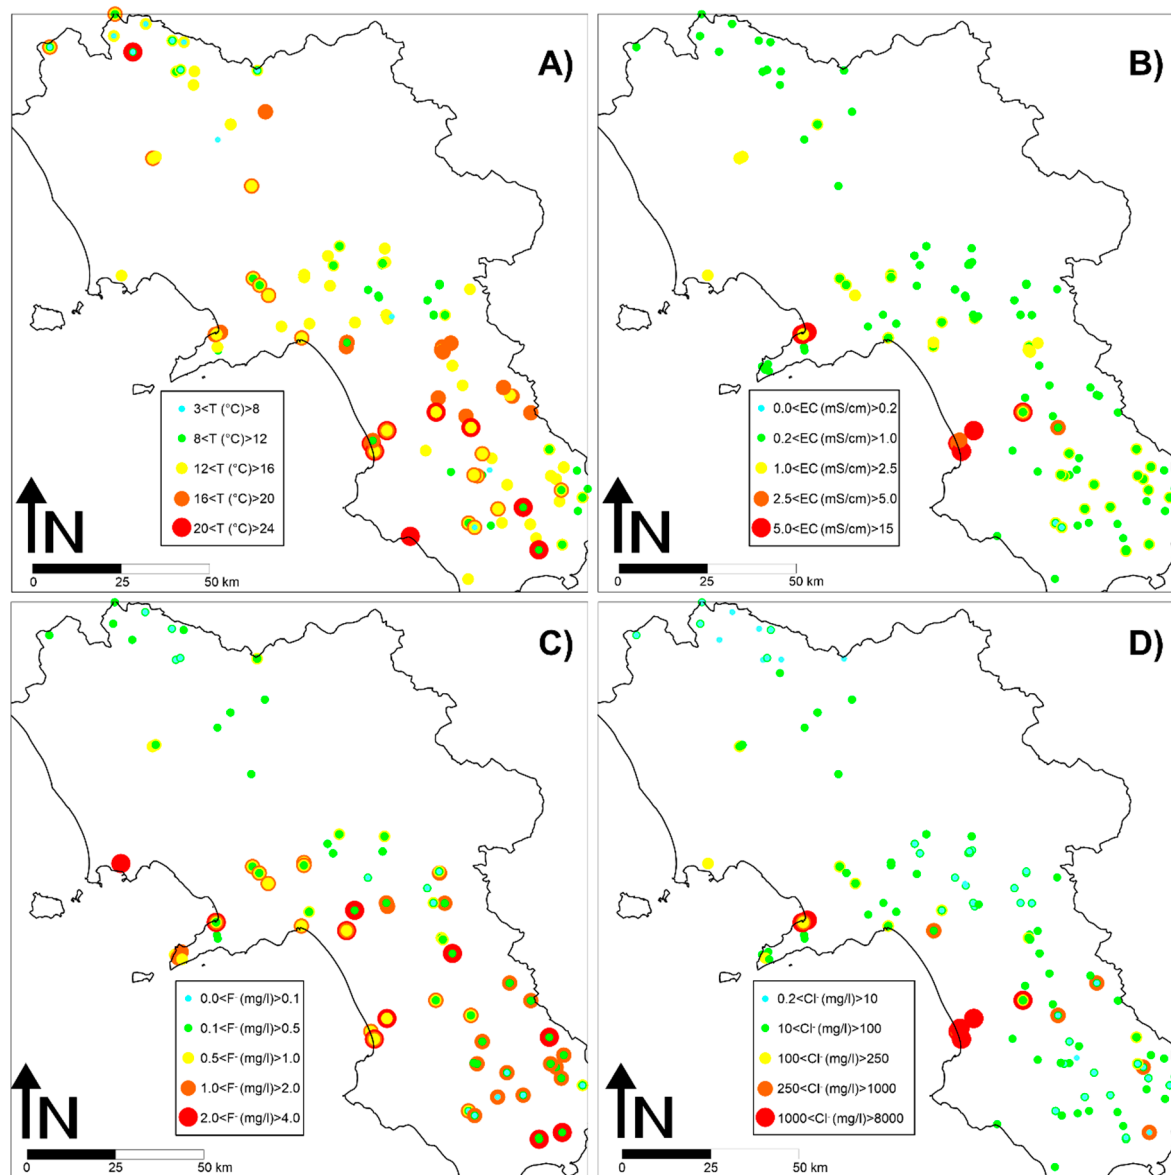 A)
3<T (°C)>8
8<T (°C)>12
12<T (°C)>16
16<T (°C)>20
20<T (°C)>24
N
0 25 50 km
B)
0.0<EC (mS/cm)>0.2
0.2<EC (mS/cm)>1.0
1.0<EC (mS/cm)>2.5
2.5<EC (mS/cm)>5.0
5.0<EC (mS/cm)>15
N
0 25 50 km
C)
0.0<F⁻(mg/l)>0.1
0.1<F⁻(mg/l)>0.5
0.5<F⁻(mg/l)>1.0
1.0<F⁻(mg/l)>2.0
2.0<F⁻(mg/l)>4.0
N
0 25 50 km
D)
0.2<Cl⁻(mg/l)>10
10<Cl⁻(mg/l)>100
100<Cl⁻(mg/l)>250
250<Cl⁻(mg/l)>1000
1000<Cl⁻(mg/l)>8000
N
0 25 50 km